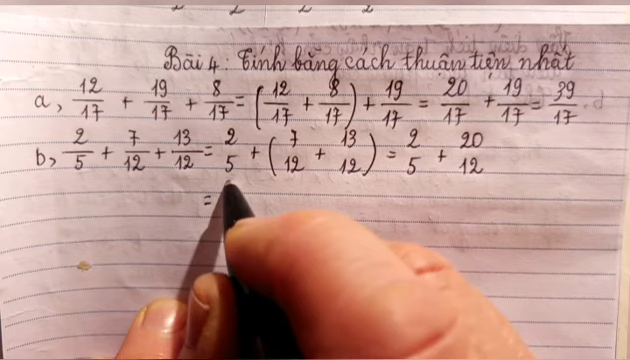 Bài 4: Tính bằng cách thuận tiện nhất
a, 12/17 + 19/17 + 8/17 = (12/17 + 8/17) + 19/17 = 20/17 + 19/17 = 39/17
b, 2/5 + 7/12 + 13/12 = 2/5 + (7/12 + 13/12) = 2/5 + 20/12
=